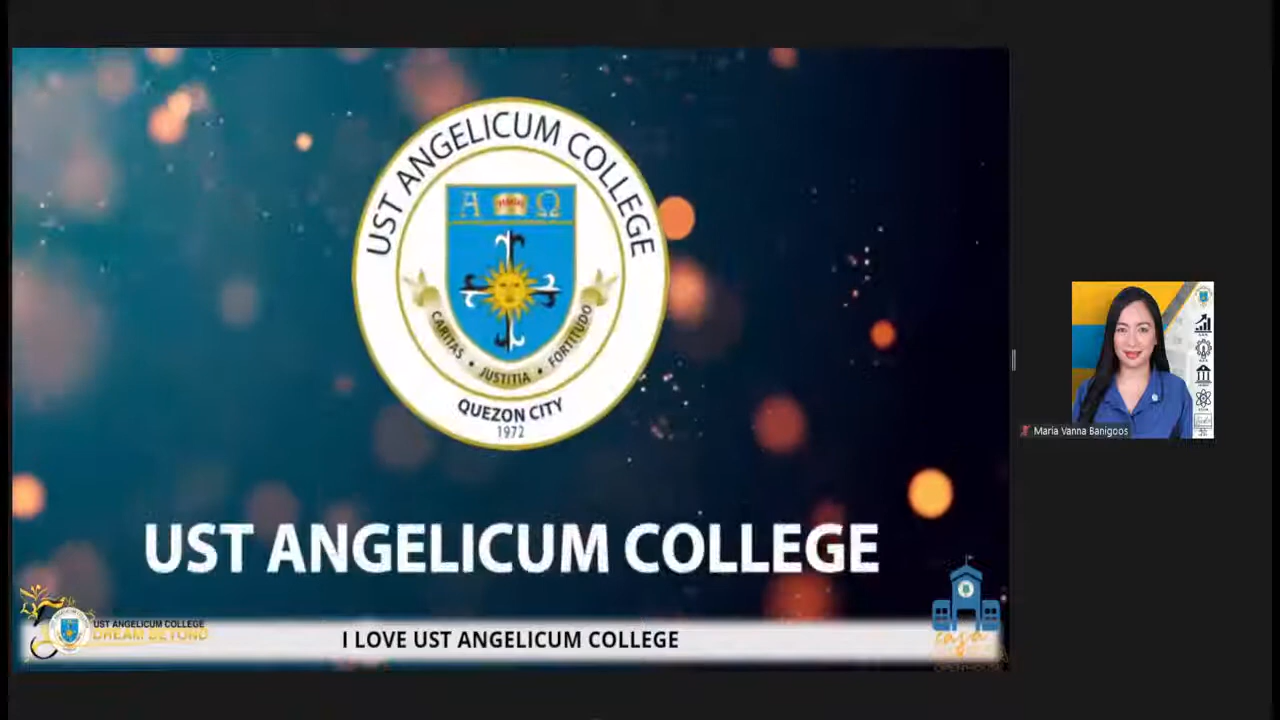 UST ANGELICUM COLLEGE
Α Ω
CARITAS • JUSTITIA • FORTITUDO
QUEZON CITY
1972
UST ANGELICUM COLLEGE
UST ANGELICUM COLLEGE
DREAM BEYOND
I LOVE UST ANGELICUM COLLEGE
casa
Maria Vanna Banigoos